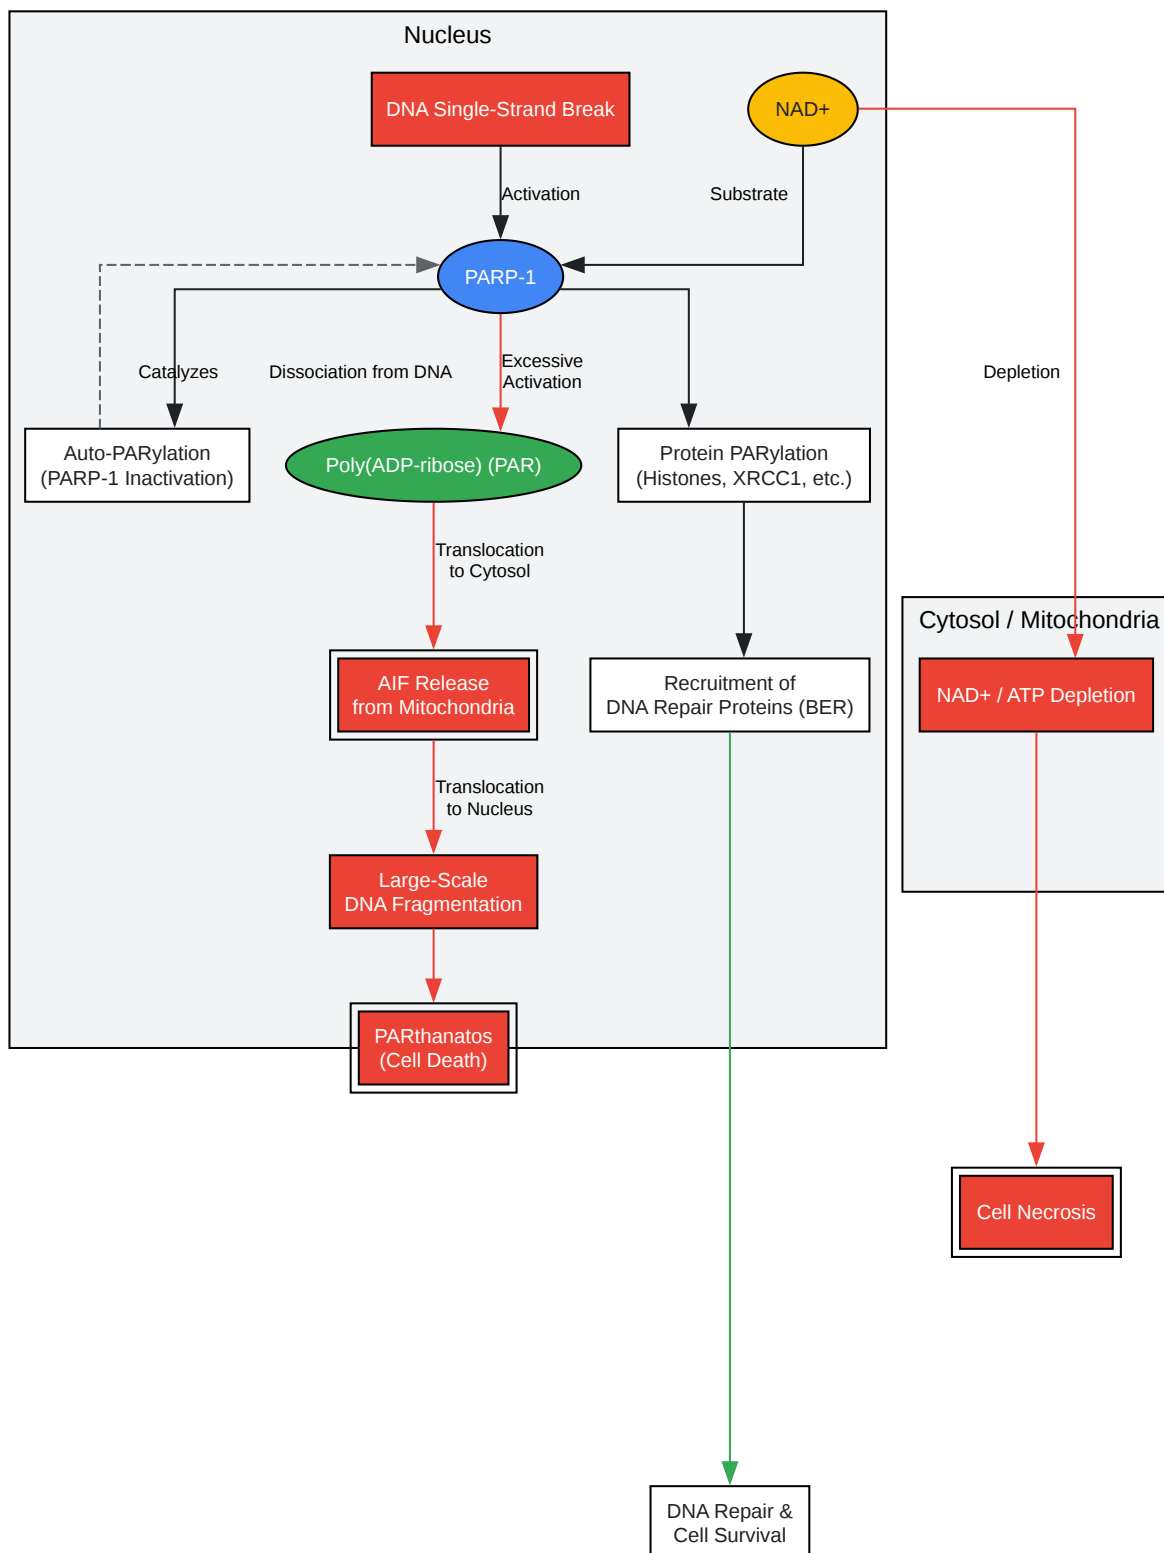 Nucleus
DNA Single-Strand Break
NAD+
Activation
Substrate
PARP-1
Catalyzes
Dissociation from DNA
Excessive
Activation
Depletion
Auto-PARylation
(PARP-1 Inactivation)
Poly(ADP-ribose) (PAR)
Protein PARylation
(Histones, XRCC1, etc.)
Translocation
to Cytosol
Cytosol / Mitochondria
AIF Release
from Mitochondria
Recruitment of
DNA Repair Proteins (BER)
NAD+ / ATP Depletion
Translocation
to Nucleus
Large-Scale
DNA Fragmentation
PARthanatos
(Cell Death)
Cell Necrosis
DNA Repair &
Cell Survival